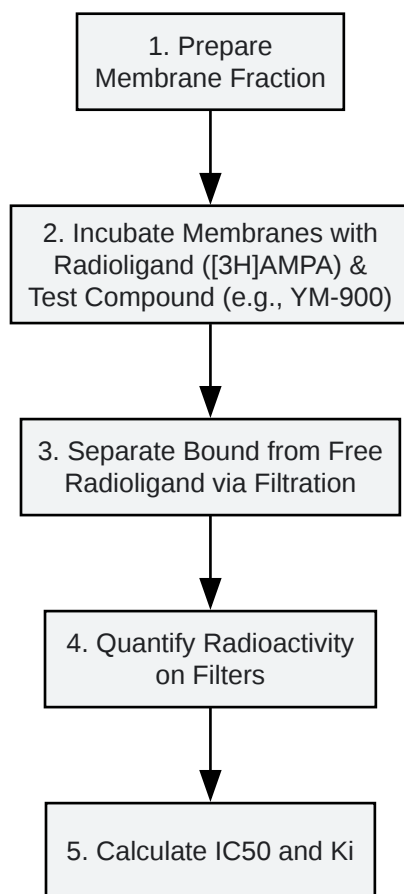 1. Prepare
Membrane Fraction
2. Incubate Membranes with
Radioligand ([3H]AMPA) &
Test Compound (e.g., YM-900)
3. Separate Bound from Free
Radioligand via Filtration
4. Quantify Radioactivity
on Filters
5. Calculate IC50 and Ki